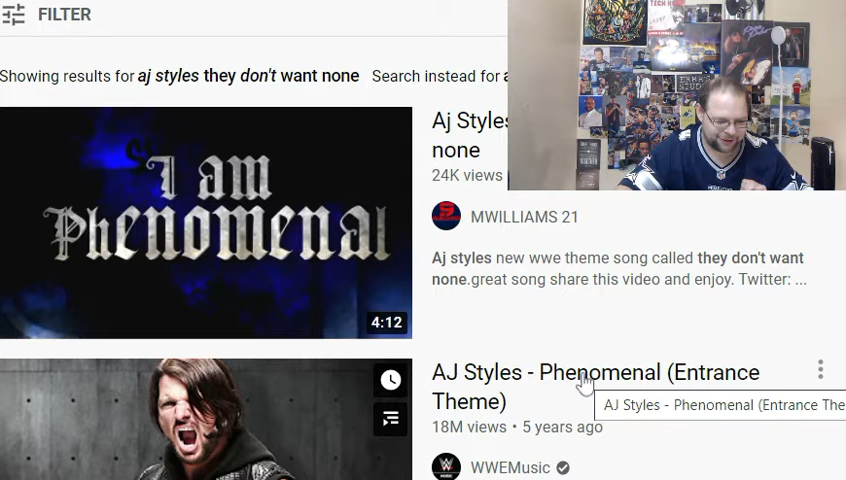 FILTER
Showing results for aj styles they don't want none Search instead for
I am
Phenomenal
4:12
Aj Styles
none
24K views
MWILLIAMS 21
Aj styles new wwe theme song called they don't want
none.great song share this video and enjoy. Twitter: ...
AJ Styles - Phenomenal (Entrance
Theme)
AJ Styles - Phenomenal (Entrance The
18M views • 5 years ago
WWEMusic